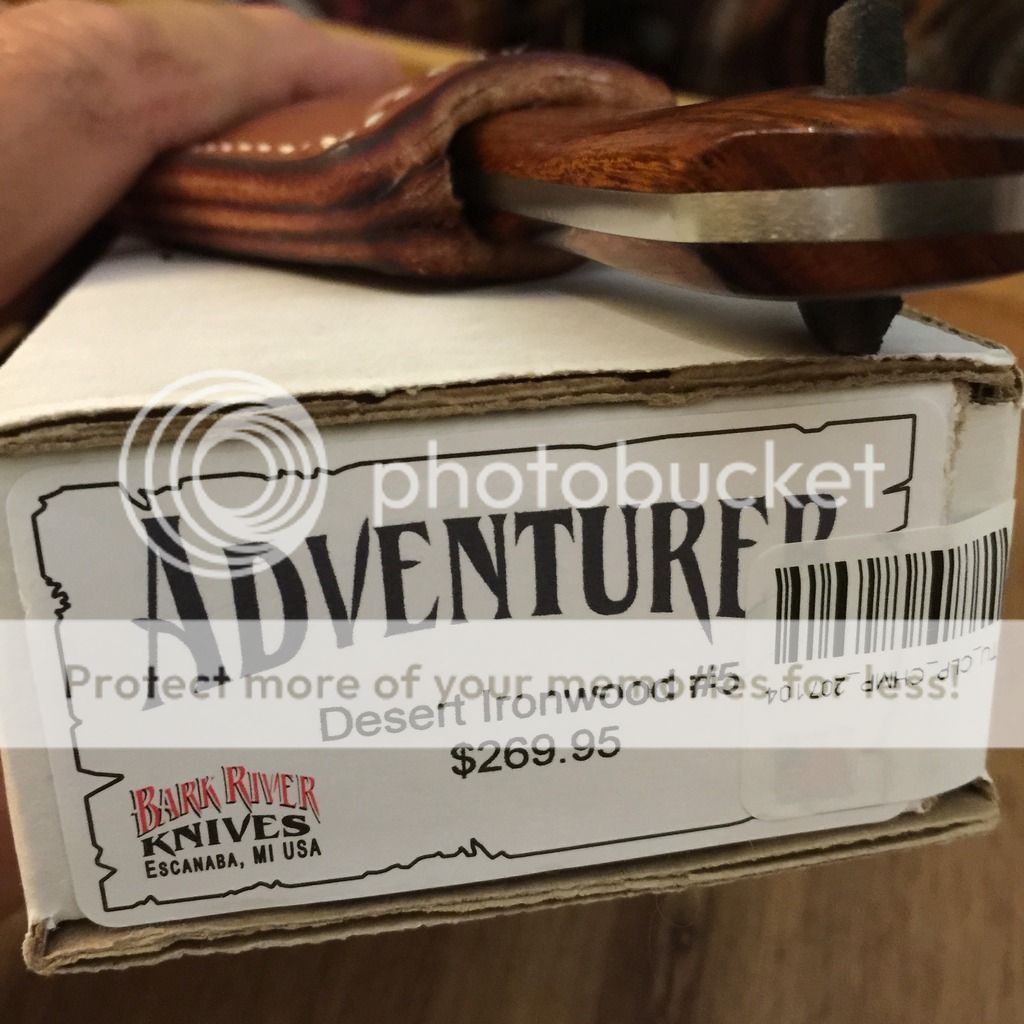 photobucket
ADVENTURER
Protect more of your memories for less!
Desert Ironwood #5
$269.95
BARK RIVER
KNIVES
ESCANABA, MI USA